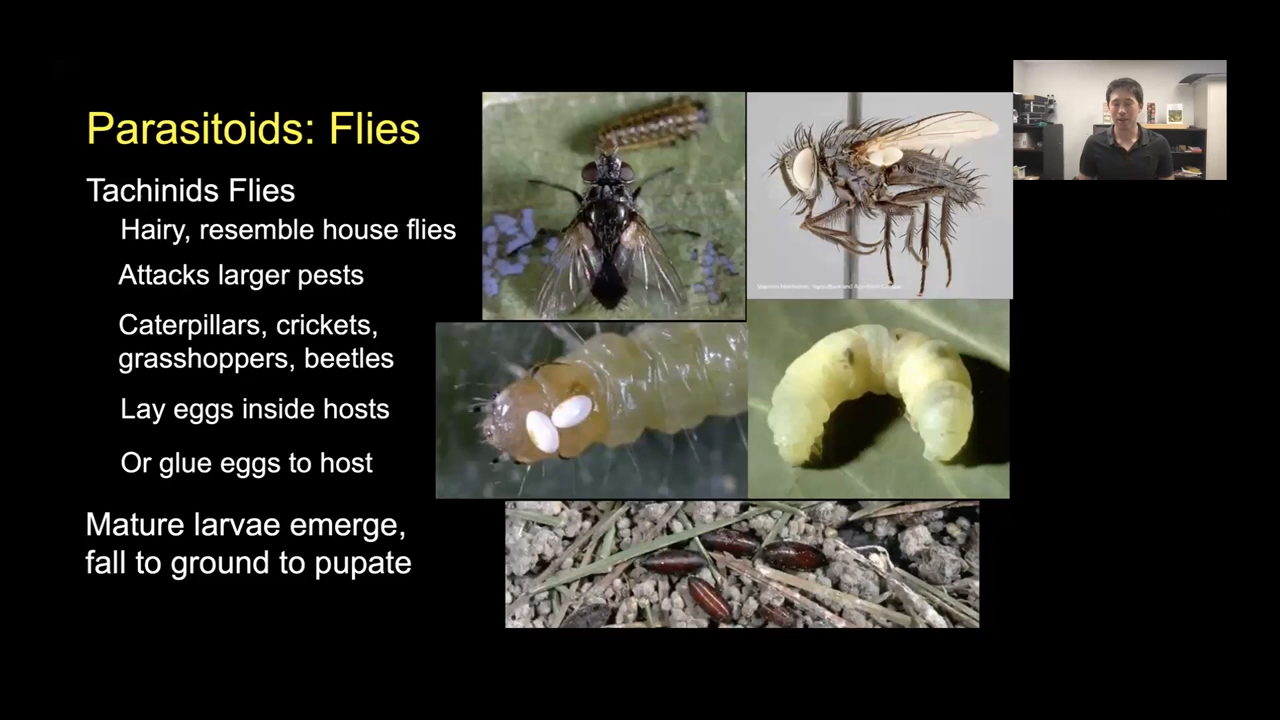 Parasitoids: Flies
Tachinids Flies
Hairy, resemble house flies
Attacks larger pests
Caterpillars, crickets,
grasshoppers, beetles
Lay eggs inside hosts
Or glue eggs to host
Mature larvae emerge,
fall to ground to pupate